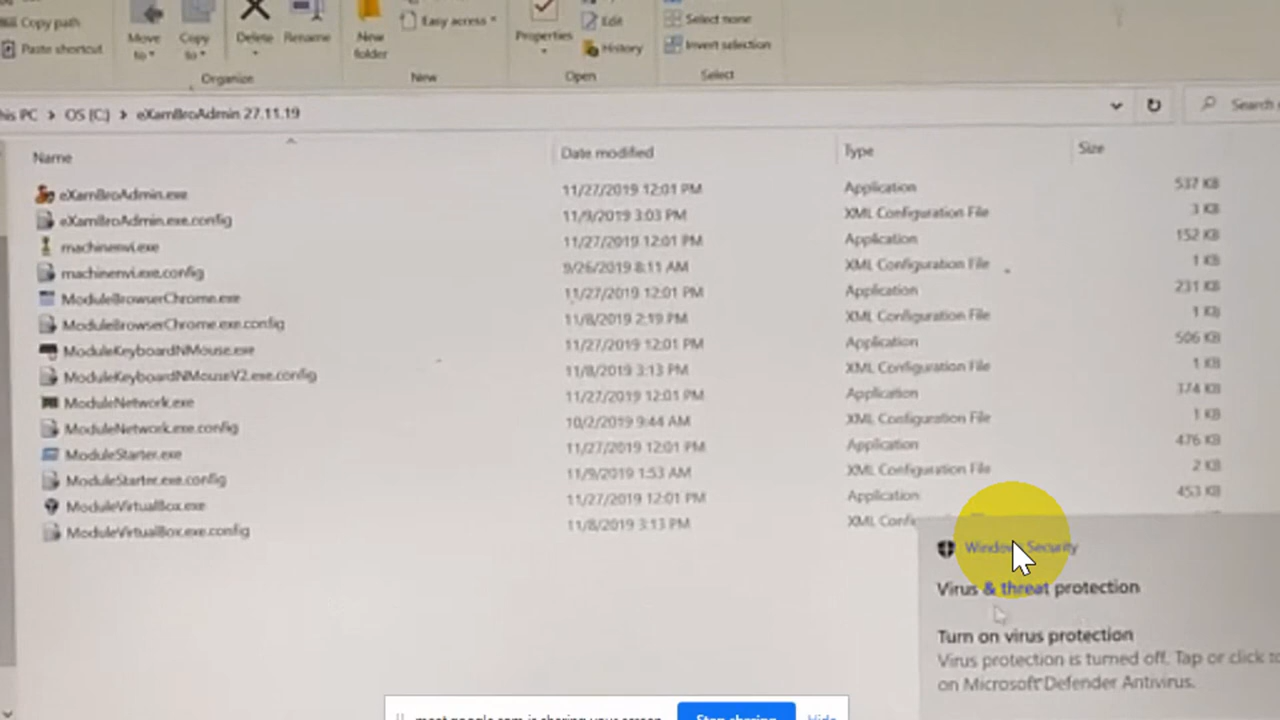 Copy path
Paste shortcut
Move to
Copy to
Delete
Rename
New folder
Easy access
Properties
Edit
History
Select none
Invert selection
Organize
New
Open
Select
his PC > OS (C:) > eXamBroAdmin 27.11.19
Search
Name Date modified Type Size
eXamBroAdmin.exe 11/27/2019 12:01 PM Application 537 KB
eXamBroAdmin.exe.config 11/9/2019 3:03 PM XML Configuration File 3 KB
machinenvi.exe 11/27/2019 12:01 PM Application 152 KB
machinenvi.exe.config 9/26/2019 8:11 AM XML Configuration File 1 KB
ModuleBrowserChrome.exe 11/27/2019 12:01 PM Application 231 KB
ModuleBrowserChrome.exe.config 11/8/2019 2:19 PM XML Configuration File 1 KB
ModuleKeyboardNMouse.exe 11/27/2019 12:01 PM Application 506 KB
ModuleKeyboardNMouseV2.exe.config 11/8/2019 3:13 PM XML Configuration File 1 KB
ModuleNetwork.exe 11/27/2019 12:01 PM Application 374 KB
ModuleNetwork.exe.config 10/2/2019 9:44 AM XML Configuration File 1 KB
ModuleStarter.exe 11/27/2019 12:01 PM Application 476 KB
ModuleStarter.exe.config 11/9/2019 1:53 AM XML Configuration File 2 KB
ModuleVirtualBox.exe 11/27/2019 12:01 PM Application 453 KB
ModuleVirtualBox.exe.config 11/8/2019 3:13 PM XML Confi
Windows Security
Virus & threat protection
Turn on virus protection
Virus protection is turned off. Tap or click to
on Microsoft Defender Antivirus.
meet.google.com is sharing your screen. Stop sharing Hide